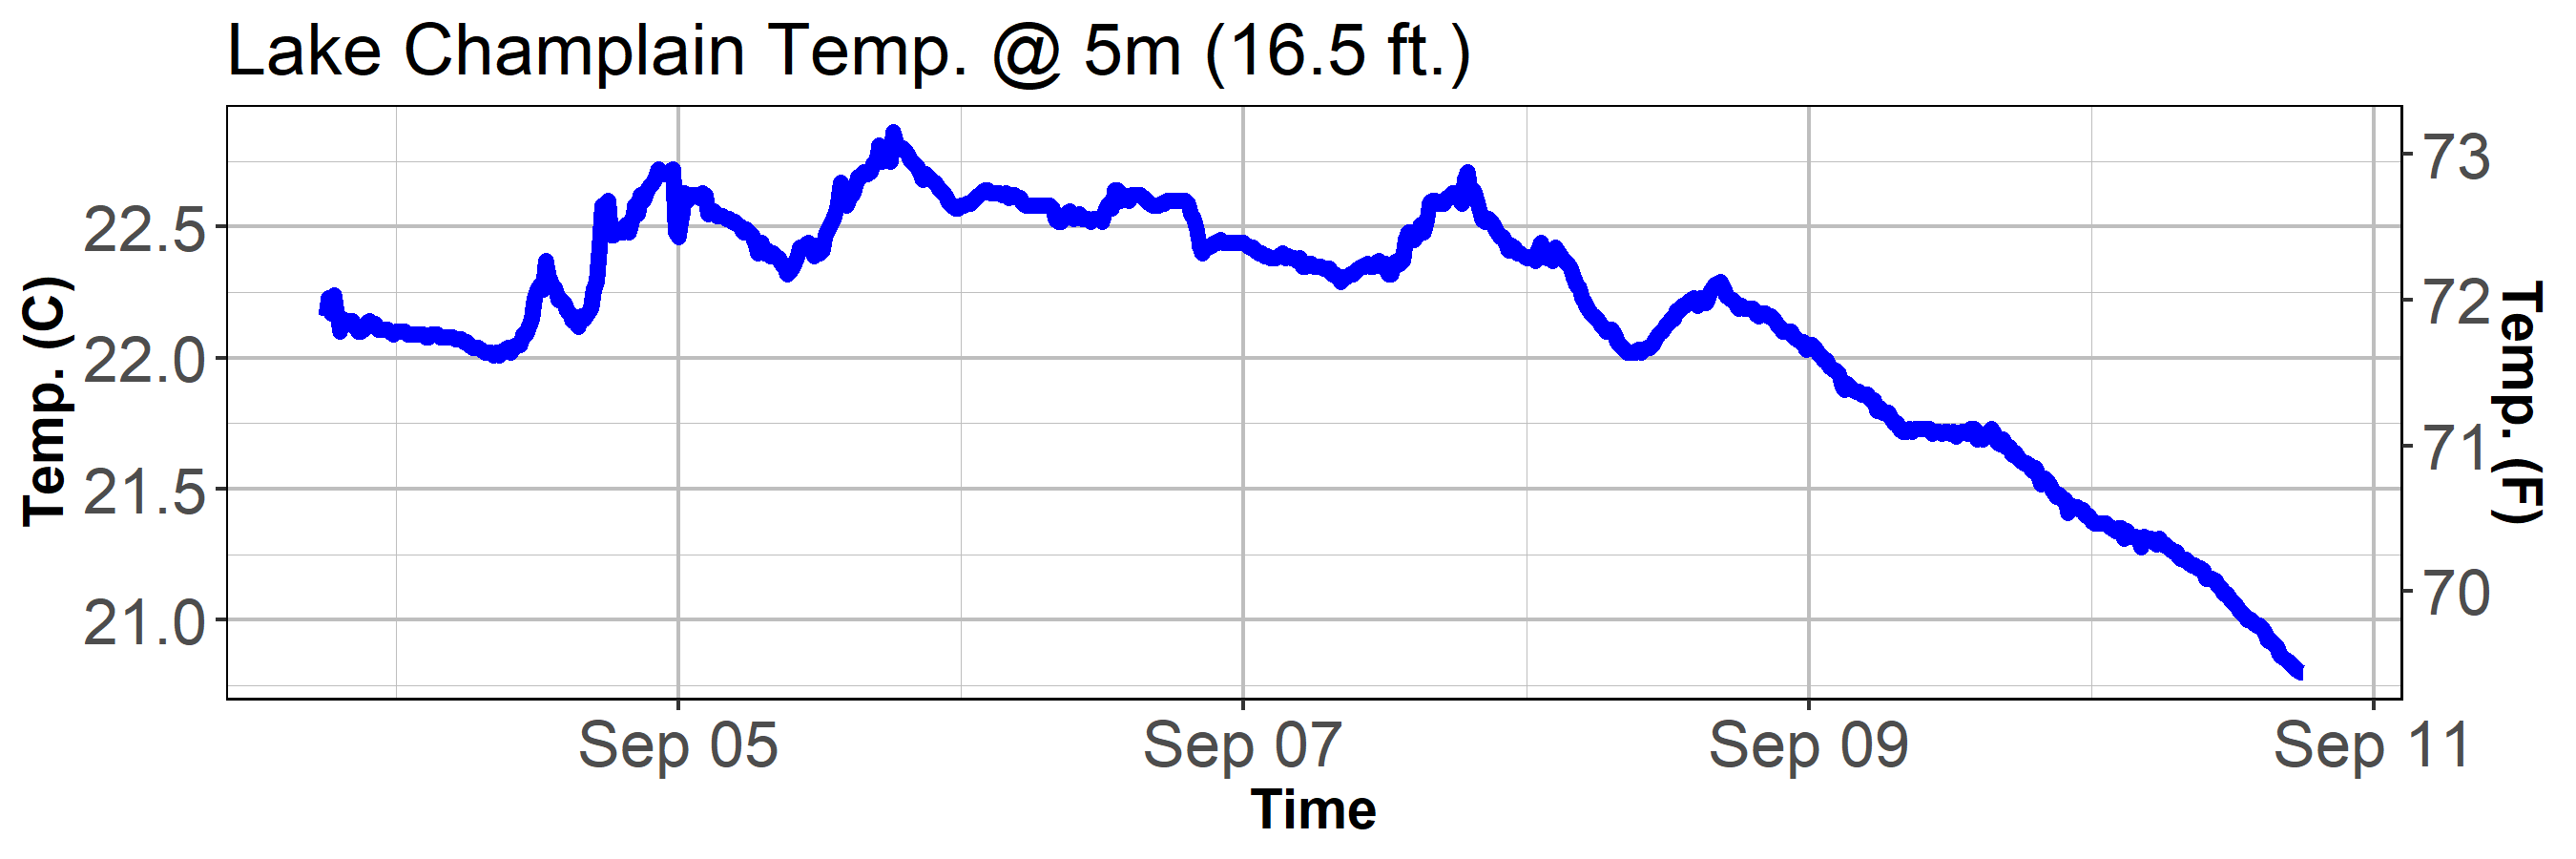 Lake Champlain Temp. @ 5m (16.5 ft.)
Temp. (C)
22.5
22.0
21.5
21.0
73
72
71
70
Temp. (F)
Sep 05 Sep 07 Sep 09 Sep 11
Time